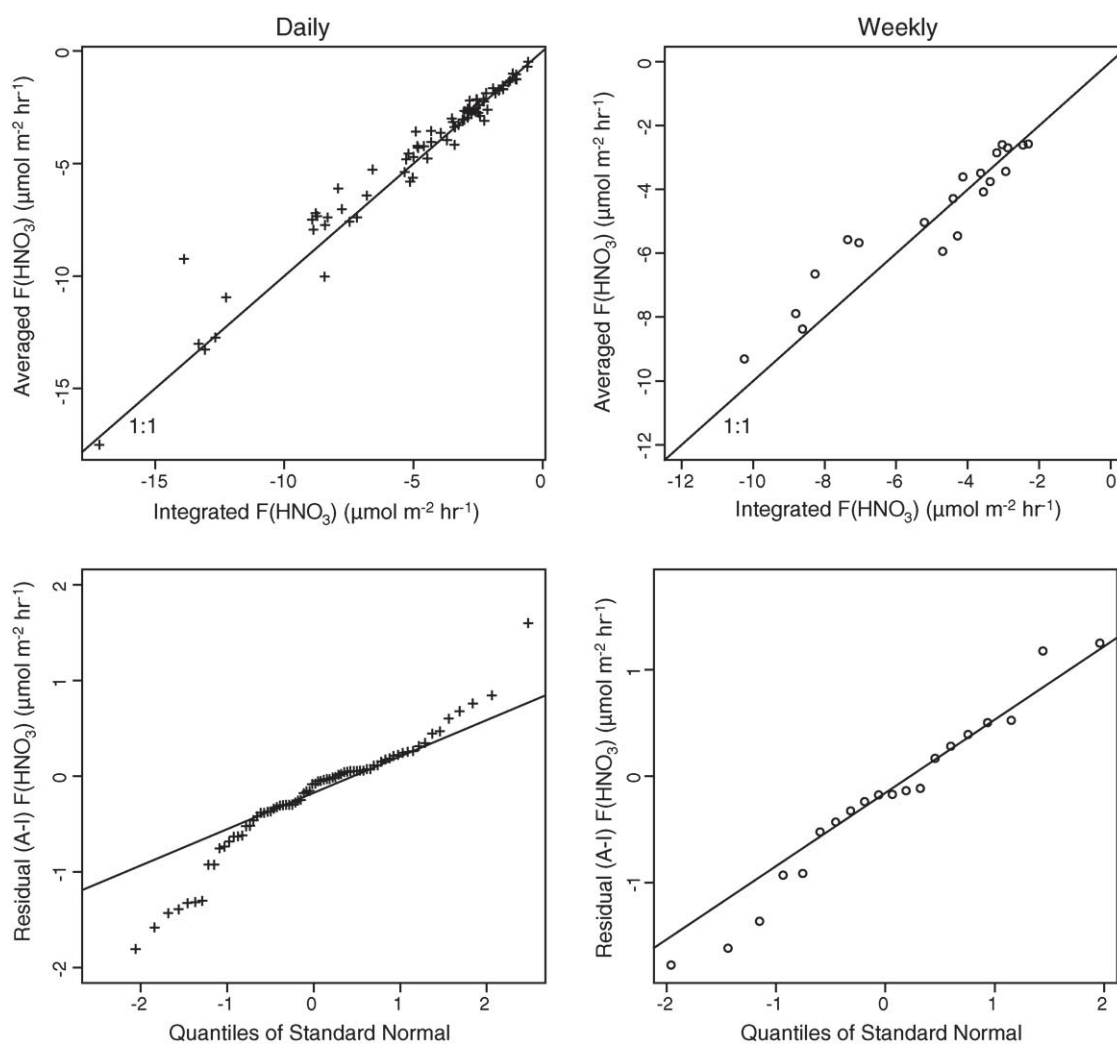 Daily
Averaged F(HNO₃) (µmol m⁻² hr⁻¹)
0
-5
-10
-15
1:1
-15 -10 -5 0
Integrated F(HNO₃) (µmol m⁻² hr⁻¹)
Weekly
Averaged F(HNO₃) (µmol m⁻² hr⁻¹)
0
-2
-4
-6
-8
-10
-12
1:1
-12 -10 -8 -6 -4 -2 0
Integrated F(HNO₃) (µmol m⁻² hr⁻¹)
Residual (A-I) F(HNO₃) (µmol m⁻² hr⁻¹)
2
1
0
-1
-2
-2 -1 0 1 2
Quantiles of Standard Normal
Residual (A-I) F(HNO₃) (µmol m⁻² hr⁻¹)
1
0
-1
-2 -1 0 1 2
Quantiles of Standard Normal